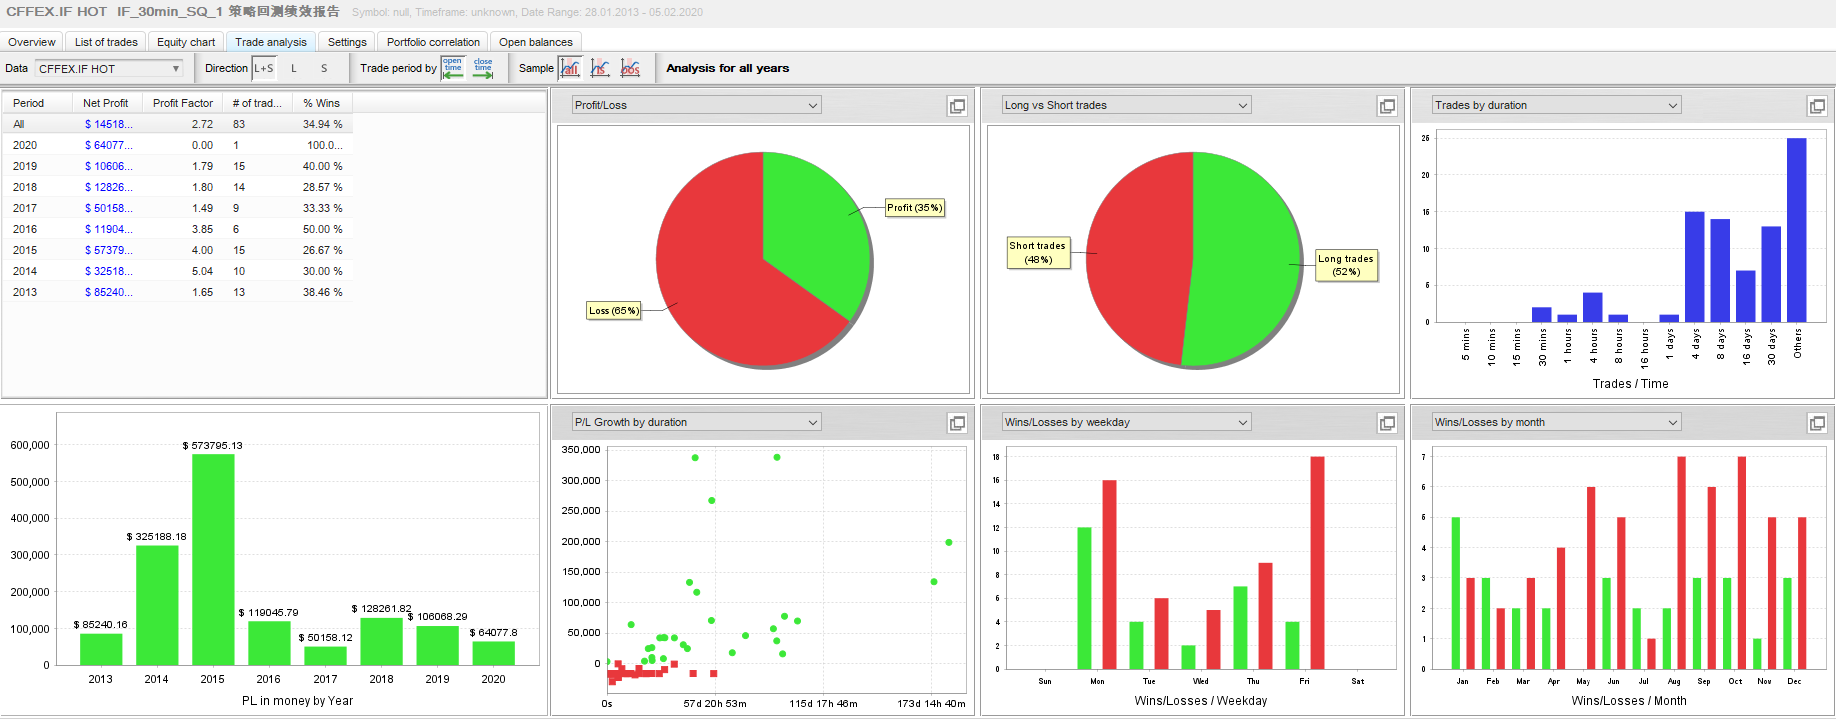 CFFEX.IF HOT IF_30min_SQ_1 策略回测绩效报告 Symbol: null, Timeframe: unknown, Date Range: 28.01.2013 - 05.02.2020
Overview List of trades Equity chart Trade analysis Settings Portfolio correlation Open balances
Data CFFEX.IF HOT Direction L+S L S Trade period by open time close time Sample all IS OOS Analysis for all years
Period Net Profit Profit Factor # of trad... % Wins
All $ 14518... 2.72 83 34.94 %
2020 $ 64077... 0.00 1 100.0...
2019 $ 10606... 1.79 15 40.00 %
2018 $ 12826... 1.80 14 28.57 %
2017 $ 50158... 1.49 9 33.33 %
2016 $ 11904... 3.85 6 50.00 %
2015 $ 57379... 4.00 15 26.67 %
2014 $ 32518... 5.04 10 30.00 %
2013 $ 85240... 1.65 13 38.46 %
Profit/Loss
Profit (35%)
Loss (65%)
Long vs Short trades
Short trades
(48%)
Long trades
(52%)
Trades by duration
25
20
15
10
5
0
5 mins 10 mins 15 mins 30 mins 1 hours 4 hours 8 hours 16 hours 1 days 4 days 8 days 16 days 30 days Others
Trades / Time
600,000
500,000
400,000
300,000
200,000
100,000
0
$ 85240.16 $ 325188.18 $ 573795.13 $ 119045.79 $ 50158.12 $ 128261.82 $ 106068.29 $ 64077.8
2013 2014 2015 2016 2017 2018 2019 2020
PL in money by Year
P/L Growth by duration
350,000
300,000
250,000
200,000
150,000
100,000
50,000
0
0s 57d 20h 53m 115d 17h 46m 173d 14h 40m
Wins/Losses by weekday
18
16
14
12
10
8
6
4
2
0
Sun Mon Tue Wed Thu Fri Sat
Wins/Losses / Weekday
Wins/Losses by month
7
6
5
4
3
2
1
0
Jan Feb Mar Apr May Jun Jul Aug Sep Oct Nov Dec
Wins/Losses / Month